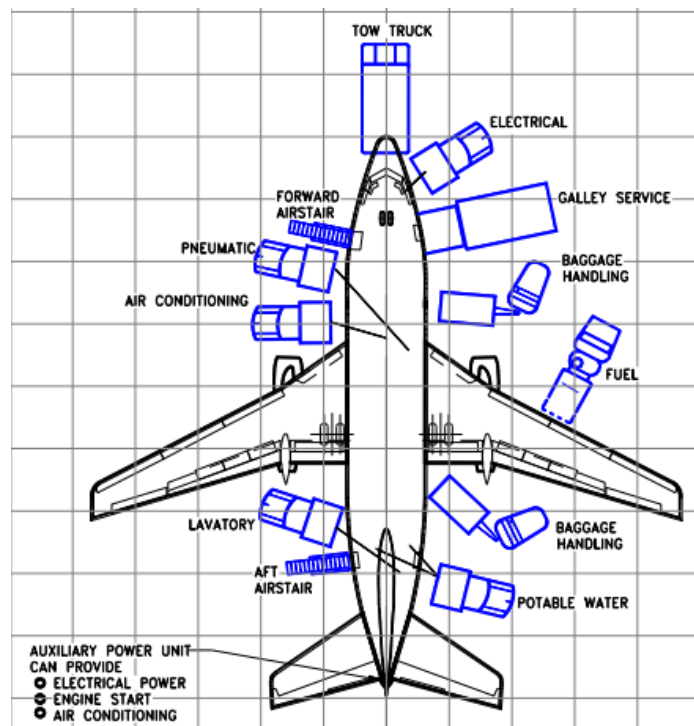 TOW TRUCK
ELECTRICAL
FORWARD
AIRSTAIR
GALLEY SERVICE
PNEUMATIC
BAGGAGE
HANDLING
AIR CONDITIONING
FUEL
LAVATORY
BAGGAGE
HANDLING
AFT
AIRSTAIR
POTABLE WATER
AUXILIARY POWER UNIT
CAN PROVIDE
ELECTRICAL POWER
ENGINE START
AIR CONDITIONING